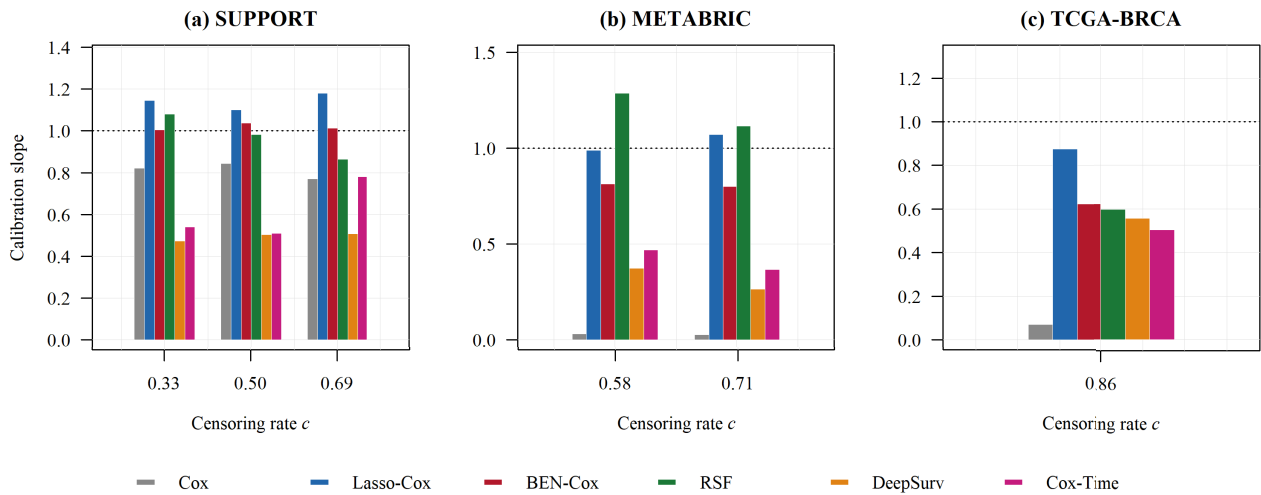 (a) SUPPORT
(b) METABRIC
(c) TCGA-BRCA
Calibration slope
1.4
1.2
1.0
0.8
0.6
0.4
0.2
0.0
0.33 0.50 0.69
Censoring rate c
1.5
1.0
0.5
0.0
0.58 0.71
Censoring rate c
1.2
1.0
0.8
0.6
0.4
0.2
0.0
0.86
Censoring rate c
Cox Lasso-Cox BEN-Cox RSF DeepSurv Cox-Time